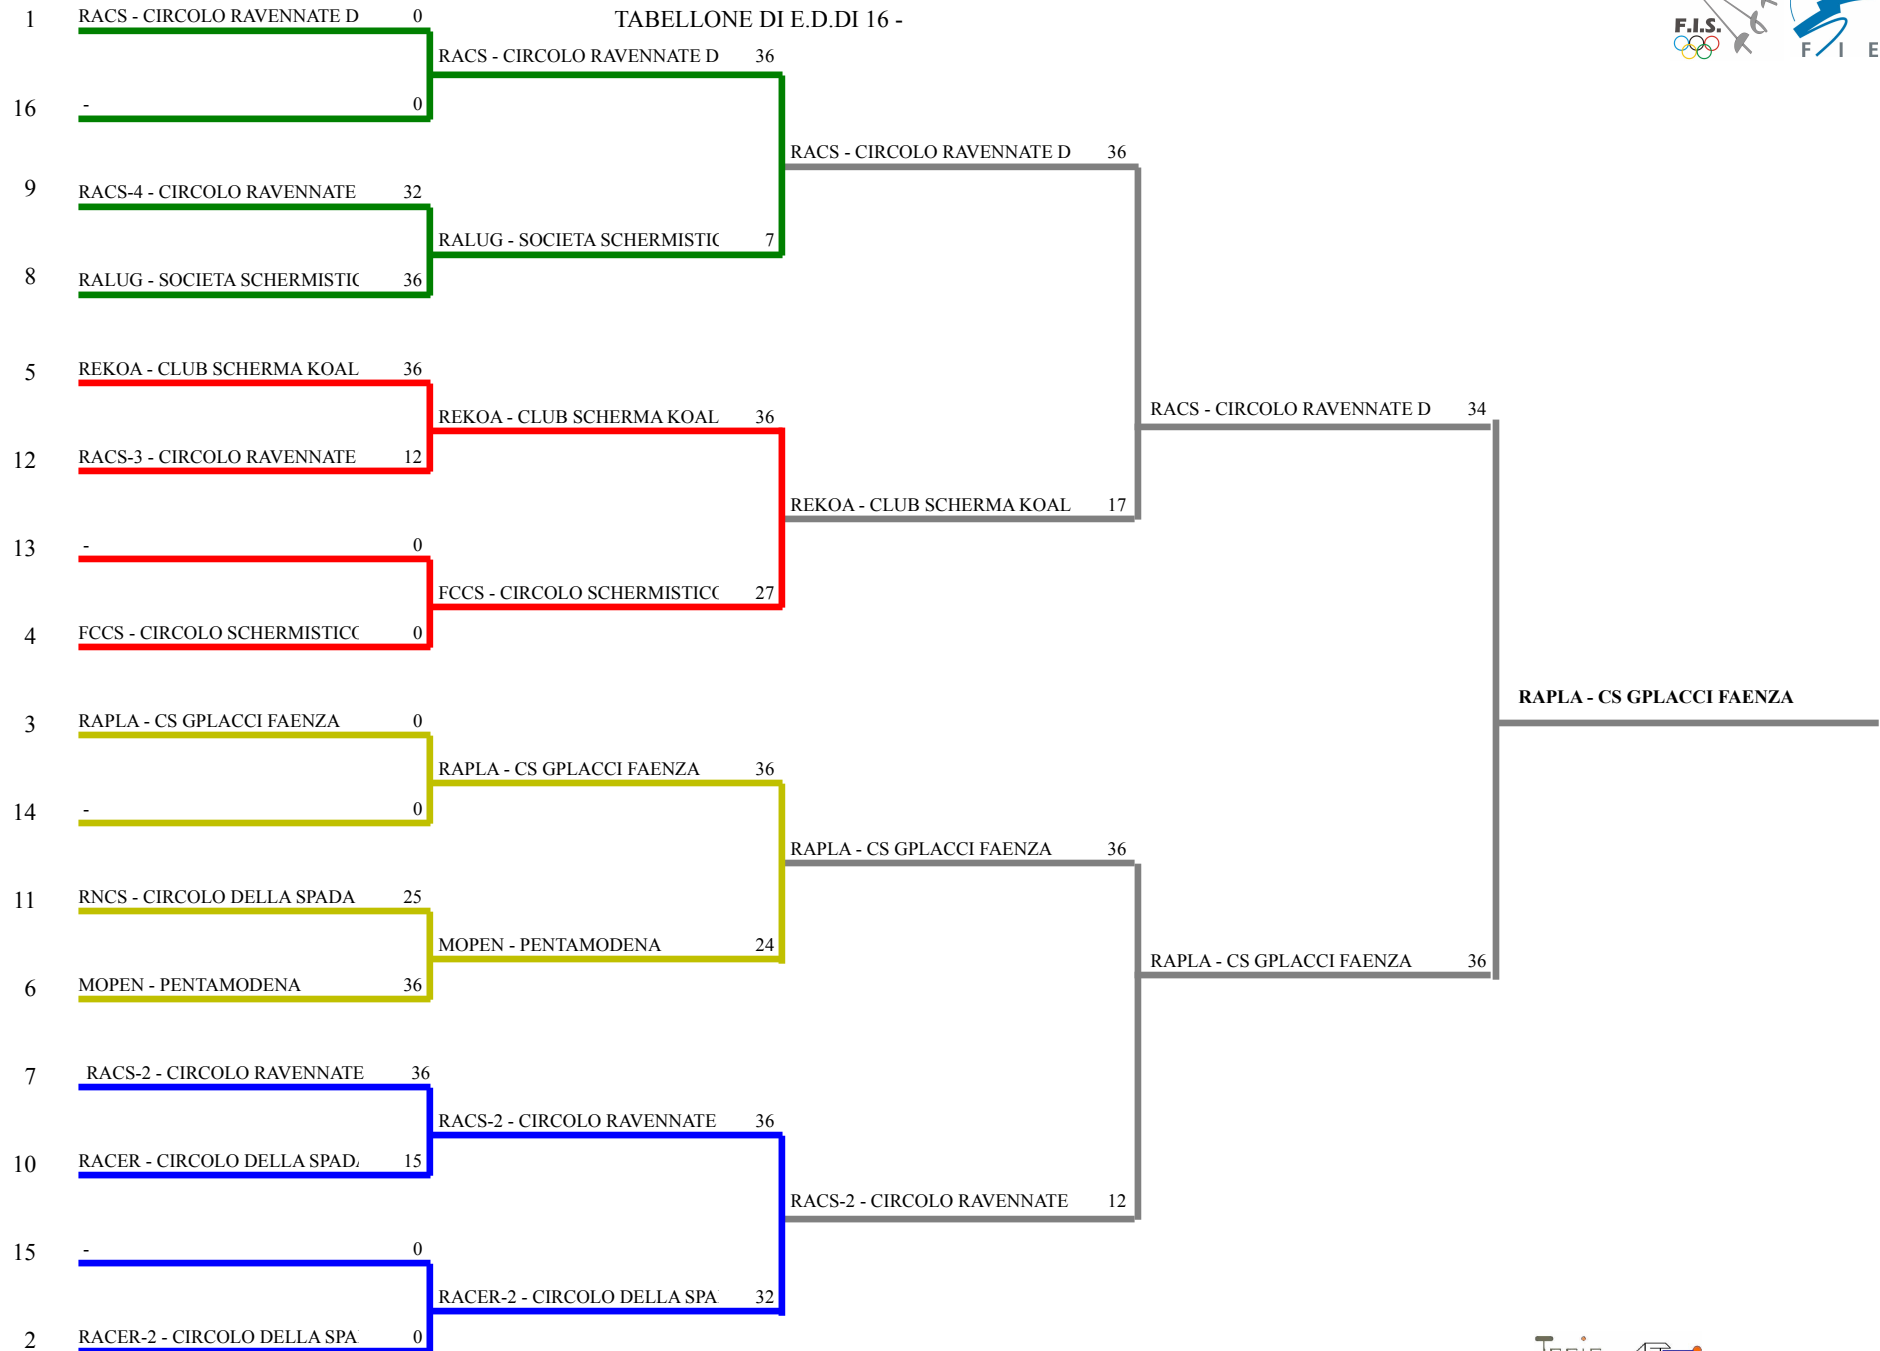 TABELLONE DI E.D.DI 16 -
F.I.S.
F I E
1 RACS - CIRCOLO RAVENNATE D 0
RACS - CIRCOLO RAVENNATE D 36
16 - 0
RACS - CIRCOLO RAVENNATE D 36
9 RACS-4 - CIRCOLO RAVENNATE 32
RALUG - SOCIETA SCHERMISTIC 7
8 RALUG - SOCIETA SCHERMISTIC 36
5 REKOA - CLUB SCHERMA KOAL 36
RACS - CIRCOLO RAVENNATE D 34
REKOA - CLUB SCHERMA KOAL 36
12 RACS-3 - CIRCOLO RAVENNATE 12
REKOA - CLUB SCHERMA KOAL 17
13 - 0
FCCS - CIRCOLO SCHERMISTICO 27
4 FCCS - CIRCOLO SCHERMISTICO 0
RAPLA - CS GPLACCI FAENZA
3 RAPLA - CS GPLACCI FAENZA 0
RAPLA - CS GPLACCI FAENZA 36
14 - 0
RAPLA - CS GPLACCI FAENZA 36
11 RNCS - CIRCOLO DELLA SPADA 25
MOPEN - PENTAMODENA 24
RAPLA - CS GPLACCI FAENZA 36
6 MOPEN - PENTAMODENA 36
7 RACS-2 - CIRCOLO RAVENNATE 36
RACS-2 - CIRCOLO RAVENNATE 36
10 RACER - CIRCOLO DELLA SPADA 15
RACS-2 - CIRCOLO RAVENNATE 12
15 - 0
RACER-2 - CIRCOLO DELLA SPA 32
2 RACER-2 - CIRCOLO DELLA SPA 0